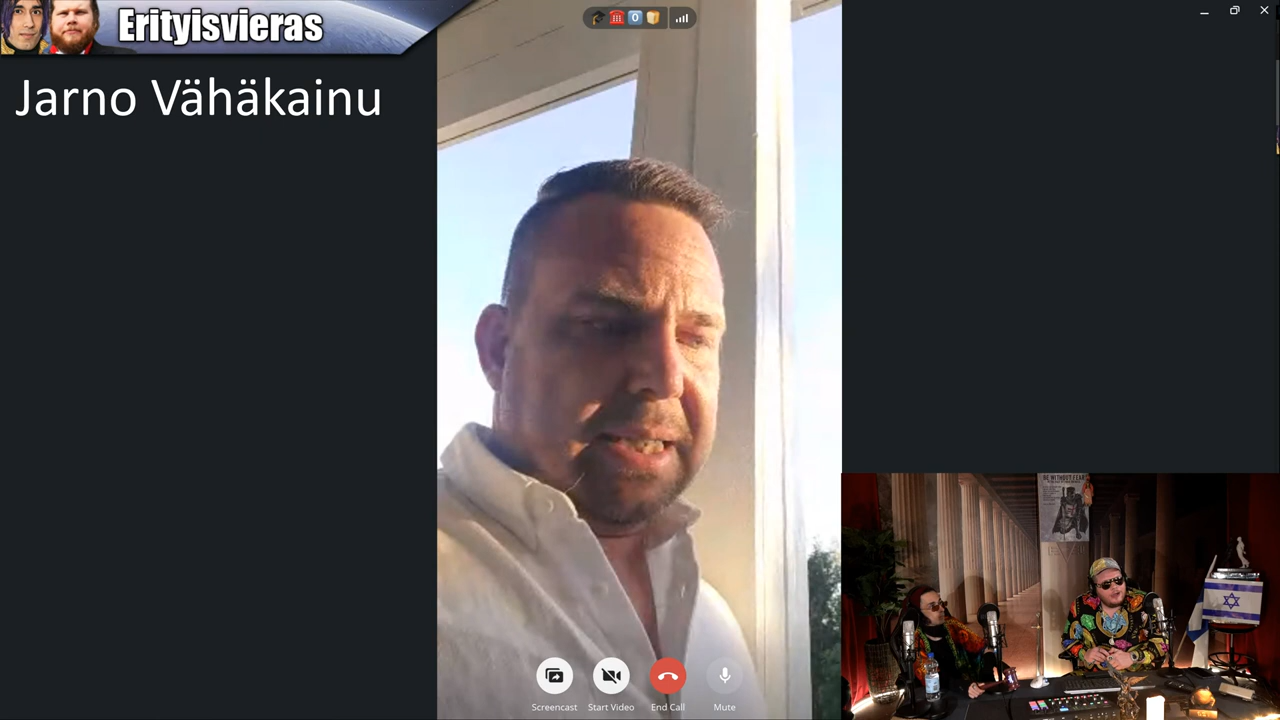 Erityisvieras
Jarno Vähäkainu
BE WITHOUT FEAR
Screencast
Start Video
End Call
Mute